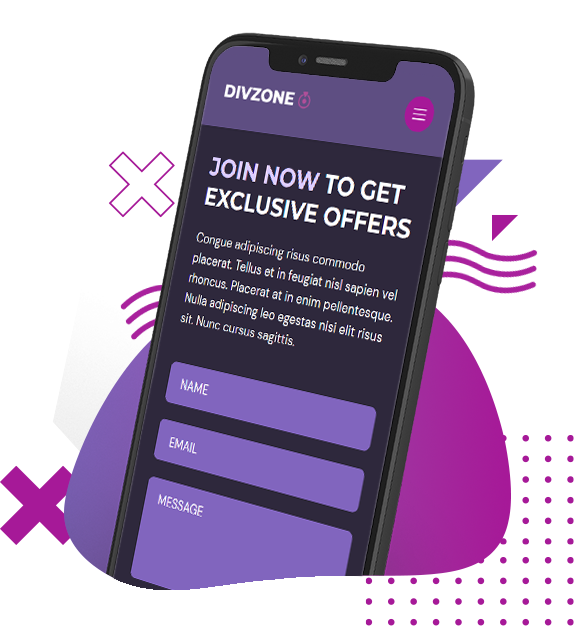 DIVZONE
JOIN NOW TO GET
EXCLUSIVE OFFERS
Congue adipiscing risus commodo
placerat. Tellus at in feugiat nisl sapien vel
rhoncus. Placerat at in enim pellentesque.
Nulla adipiscing leo egestas nisi elit risus
sit. Nunc cursus sagittis.
NAME
EMAIL
MESSAGE